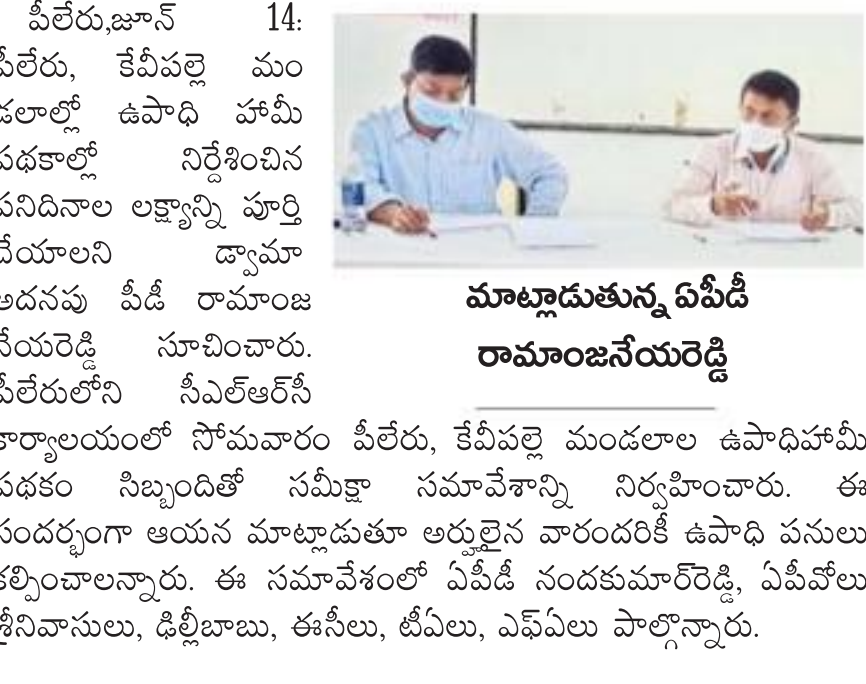 పీలేరు,జూన్ 14:
పీలేరు, కేవీపల్లె మం
డలాల్లో ఉపాధి హామీ
పథకాల్లో నిర్దేశించిన
పనిదినాల లక్ష్యాన్ని పూర్తి
చేయాలని డ్వామా
అదనపు పీడీ రామాంజ
నేయరెడ్డి సూచించారు.
పీలేరులోని సీఎల్ఆర్‌సీ
మాట్లాడుతున్న ఏపీడీ
రామాంజనేయరెడ్డి
కార్యాలయంలో సోమవారం పీలేరు, కేవీపల్లె మండలాల ఉపాధిహామీ
పథకం సిబ్బందితో సమీక్షా సమావేశాన్ని నిర్వహించారు. ఈ
సందర్భంగా ఆయన మాట్లాడుతూ అర్హులైన వారందరికీ ఉపాధి పనులు
కల్పించాలన్నారు. ఈ సమావేశంలో ఏపీడీ నందకుమార్‌రెడ్డి, ఏపీవోలు
శ్రీనివాసులు, ఢిల్లీబాబు, ఈసీలు, టీఏలు, ఎఫ్ఏలు పాల్గొన్నారు.